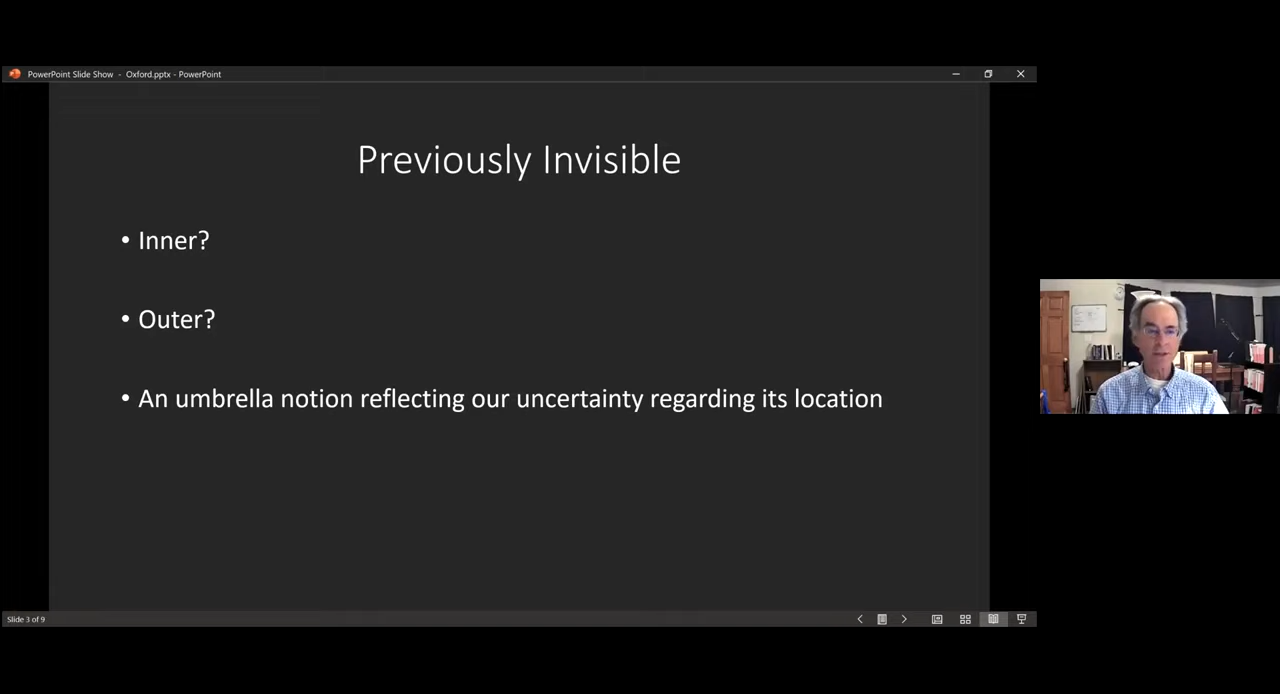 PowerPoint Slide Show - Oxford.pptx - PowerPoint
Previously Invisible
• Inner?
• Outer?
• An umbrella notion reflecting our uncertainty regarding its location
Slide 3 of 9